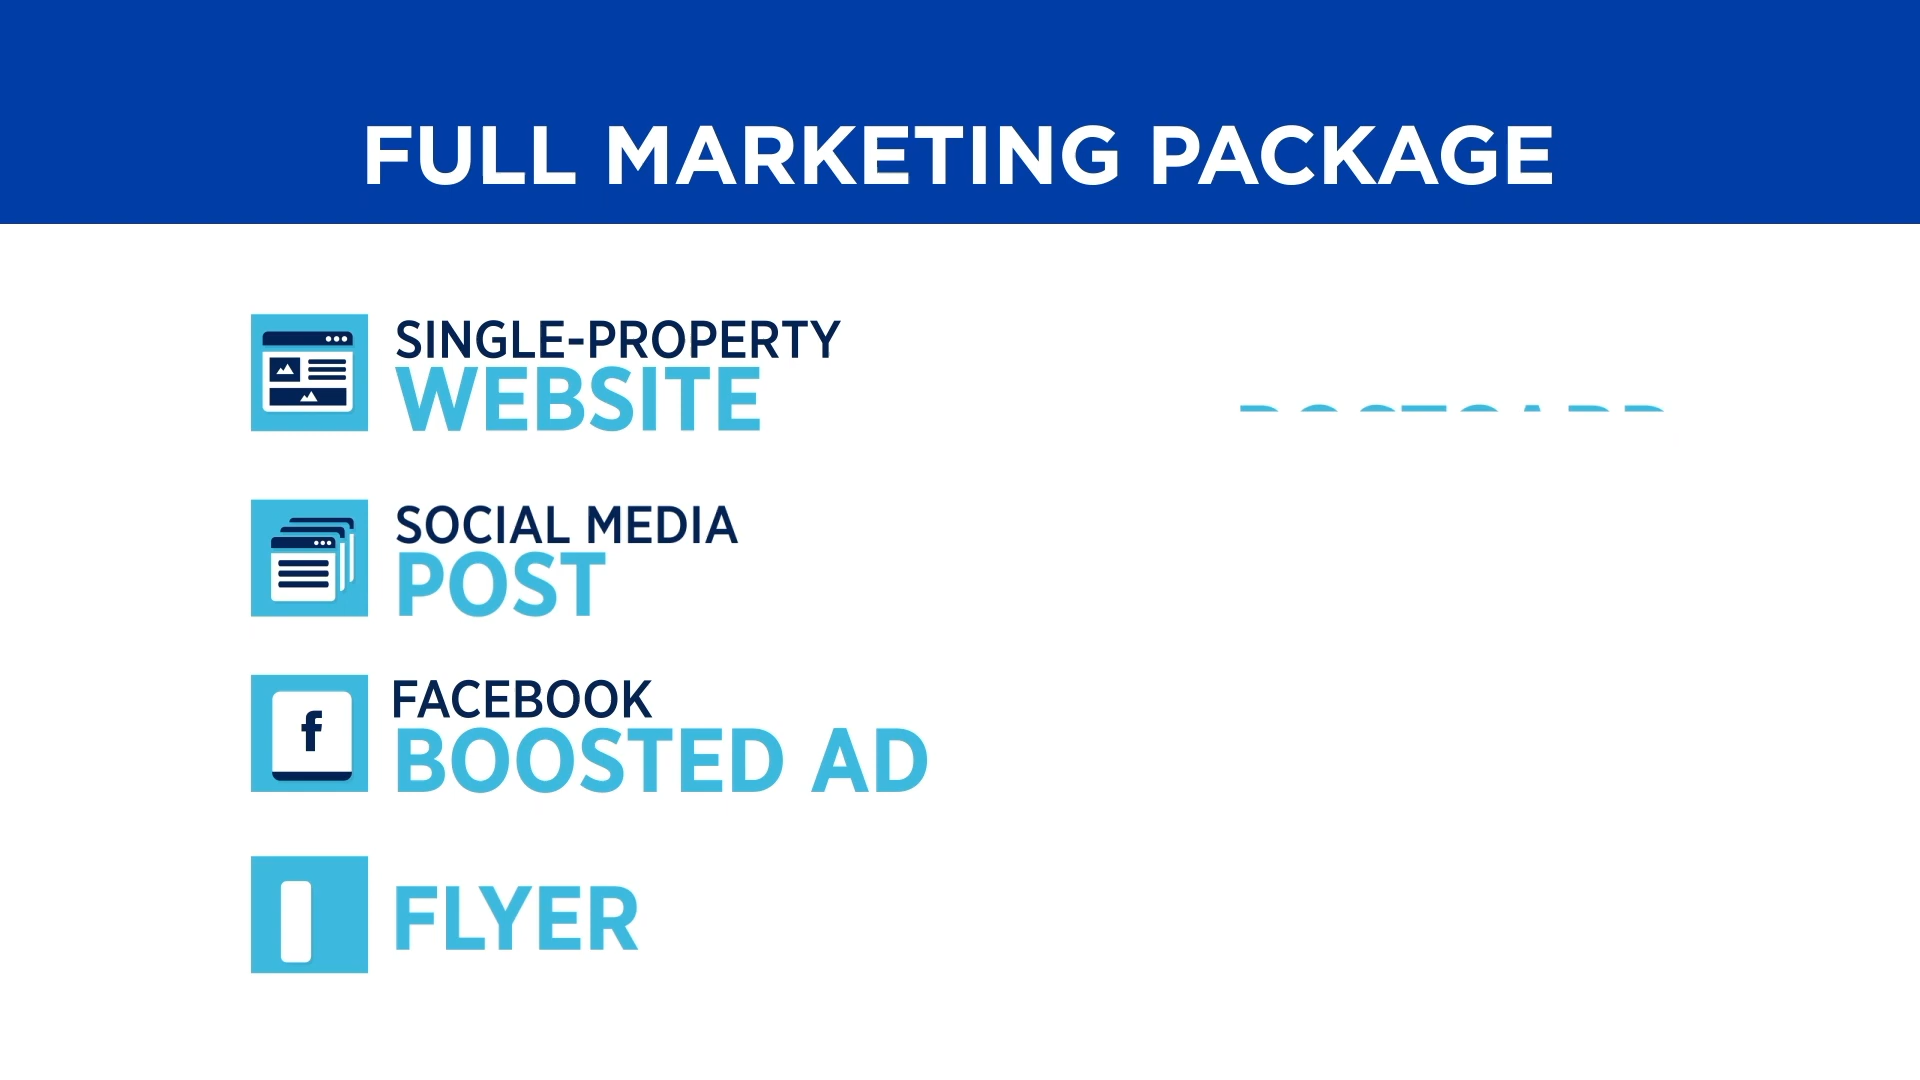 FULL MARKETING PACKAGE
SINGLE-PROPERTY
WEBSITE
SOCIAL MEDIA
POST
FACEBOOK
BOOSTED AD
FLYER